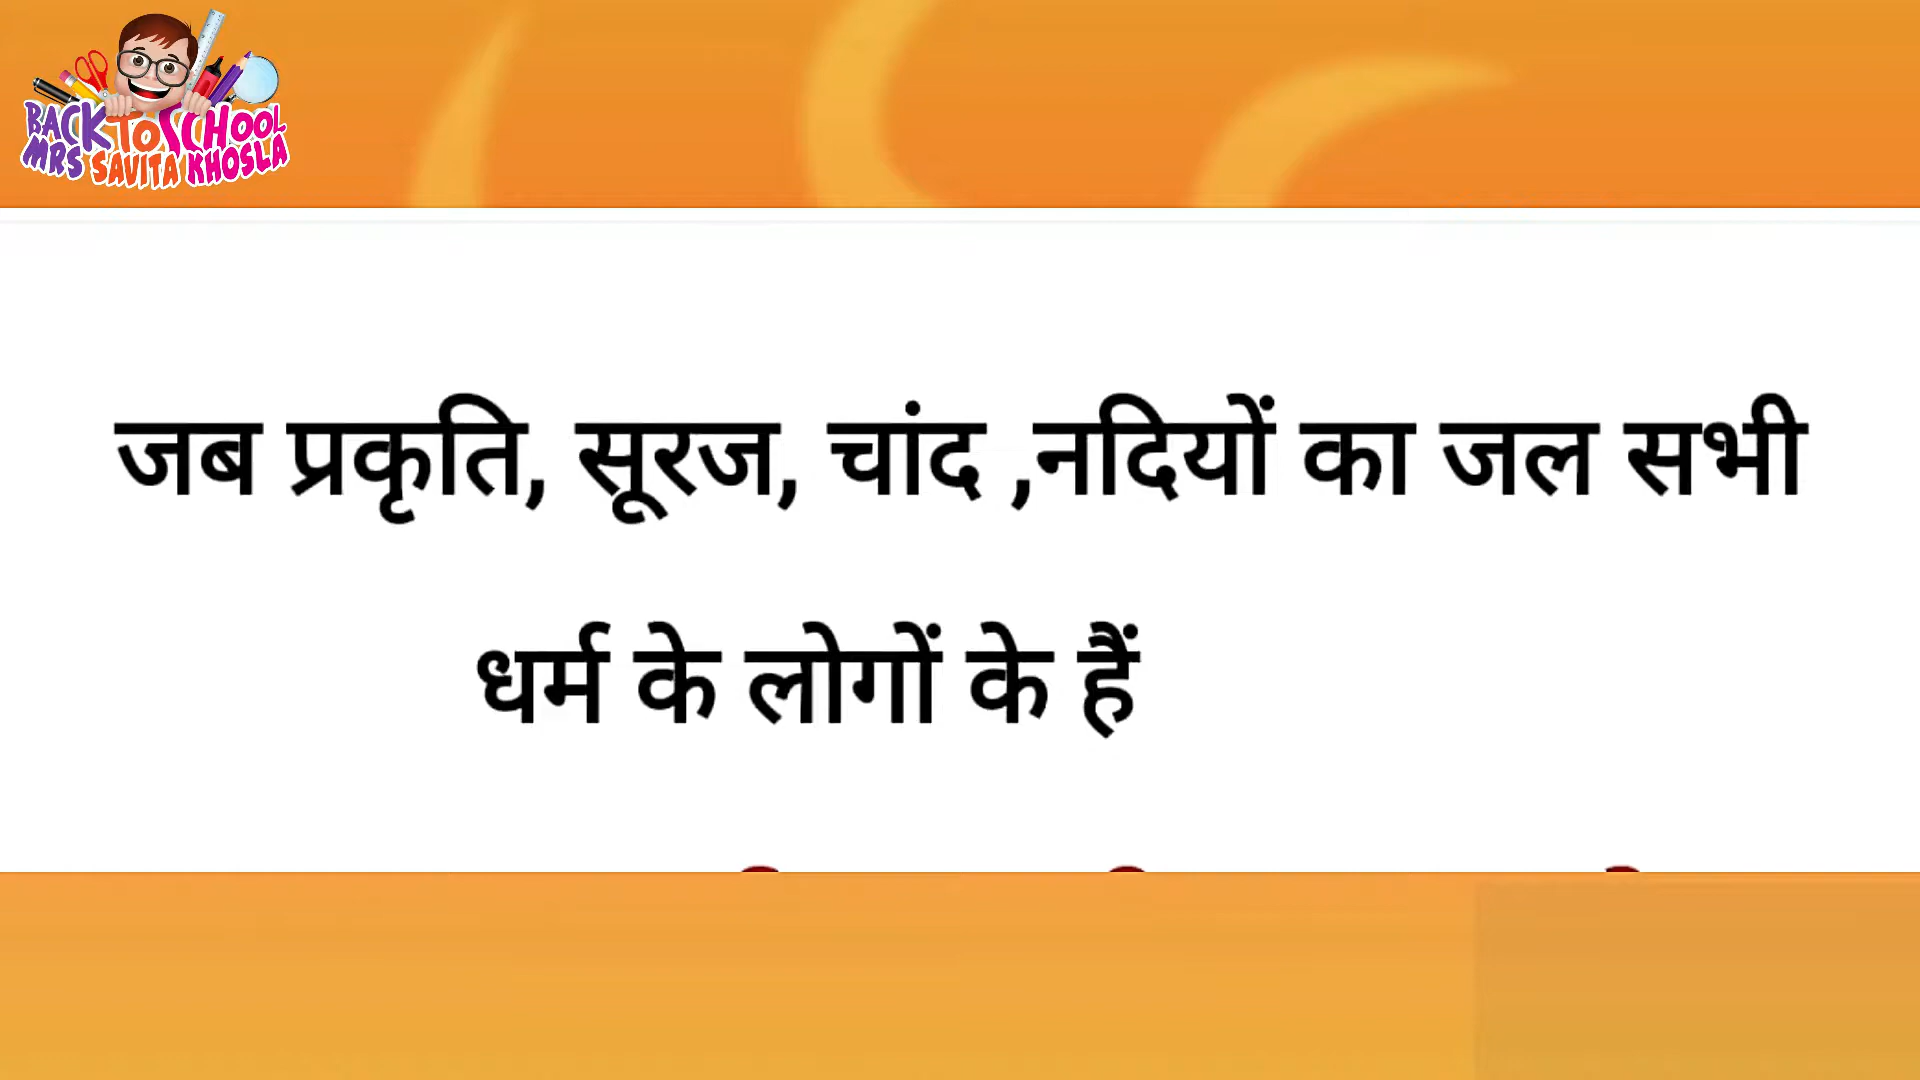 BACK TO SCHOOL
MRS SAVITA KHOSLA
जब प्रकृति, सूरज, चांद ,नदियों का जल सभी
धर्म के लोगों के हैं